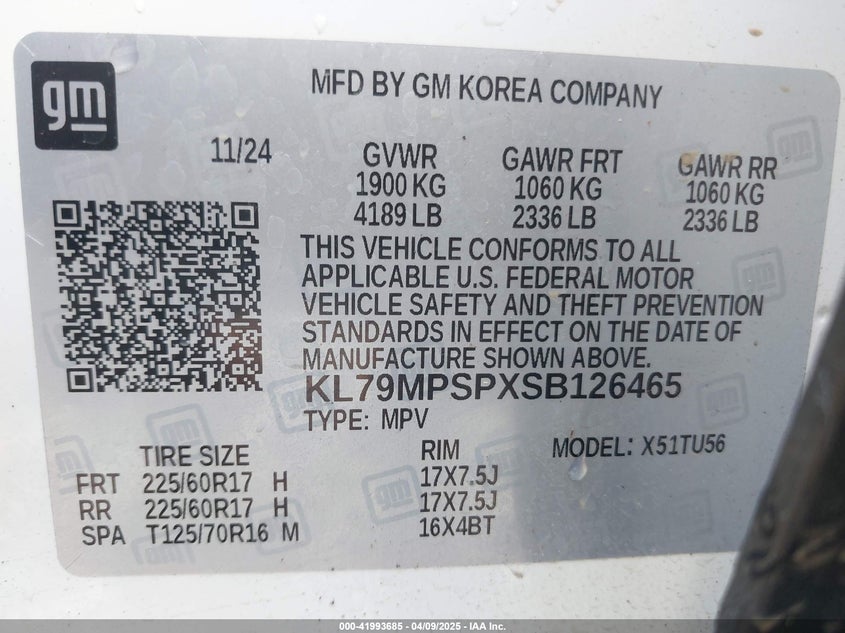 gm
MFD BY GM KOREA COMPANY
11/24 GVWR GAWR FRT GAWR RR
1900 KG 1060 KG 1060 KG
4189 LB 2336 LB 2336 LB
THIS VEHICLE CONFORMS TO ALL
APPLICABLE U.S. FEDERAL MOTOR
VEHICLE SAFETY AND THEFT PREVENTION
STANDARDS IN EFFECT ON THE DATE OF
MANUFACTURE SHOWN ABOVE.
KL79MPSPXSB126465
TYPE: MPV
TIRE SIZE RIM MODEL: X51TU56
FRT 225/60R17 H 17X7.5J
RR 225/60R17 H 17X7.5J
SPA T125/70R16 M 16X4BT
000-41993685 - 04/09/2025 - IAA Inc.